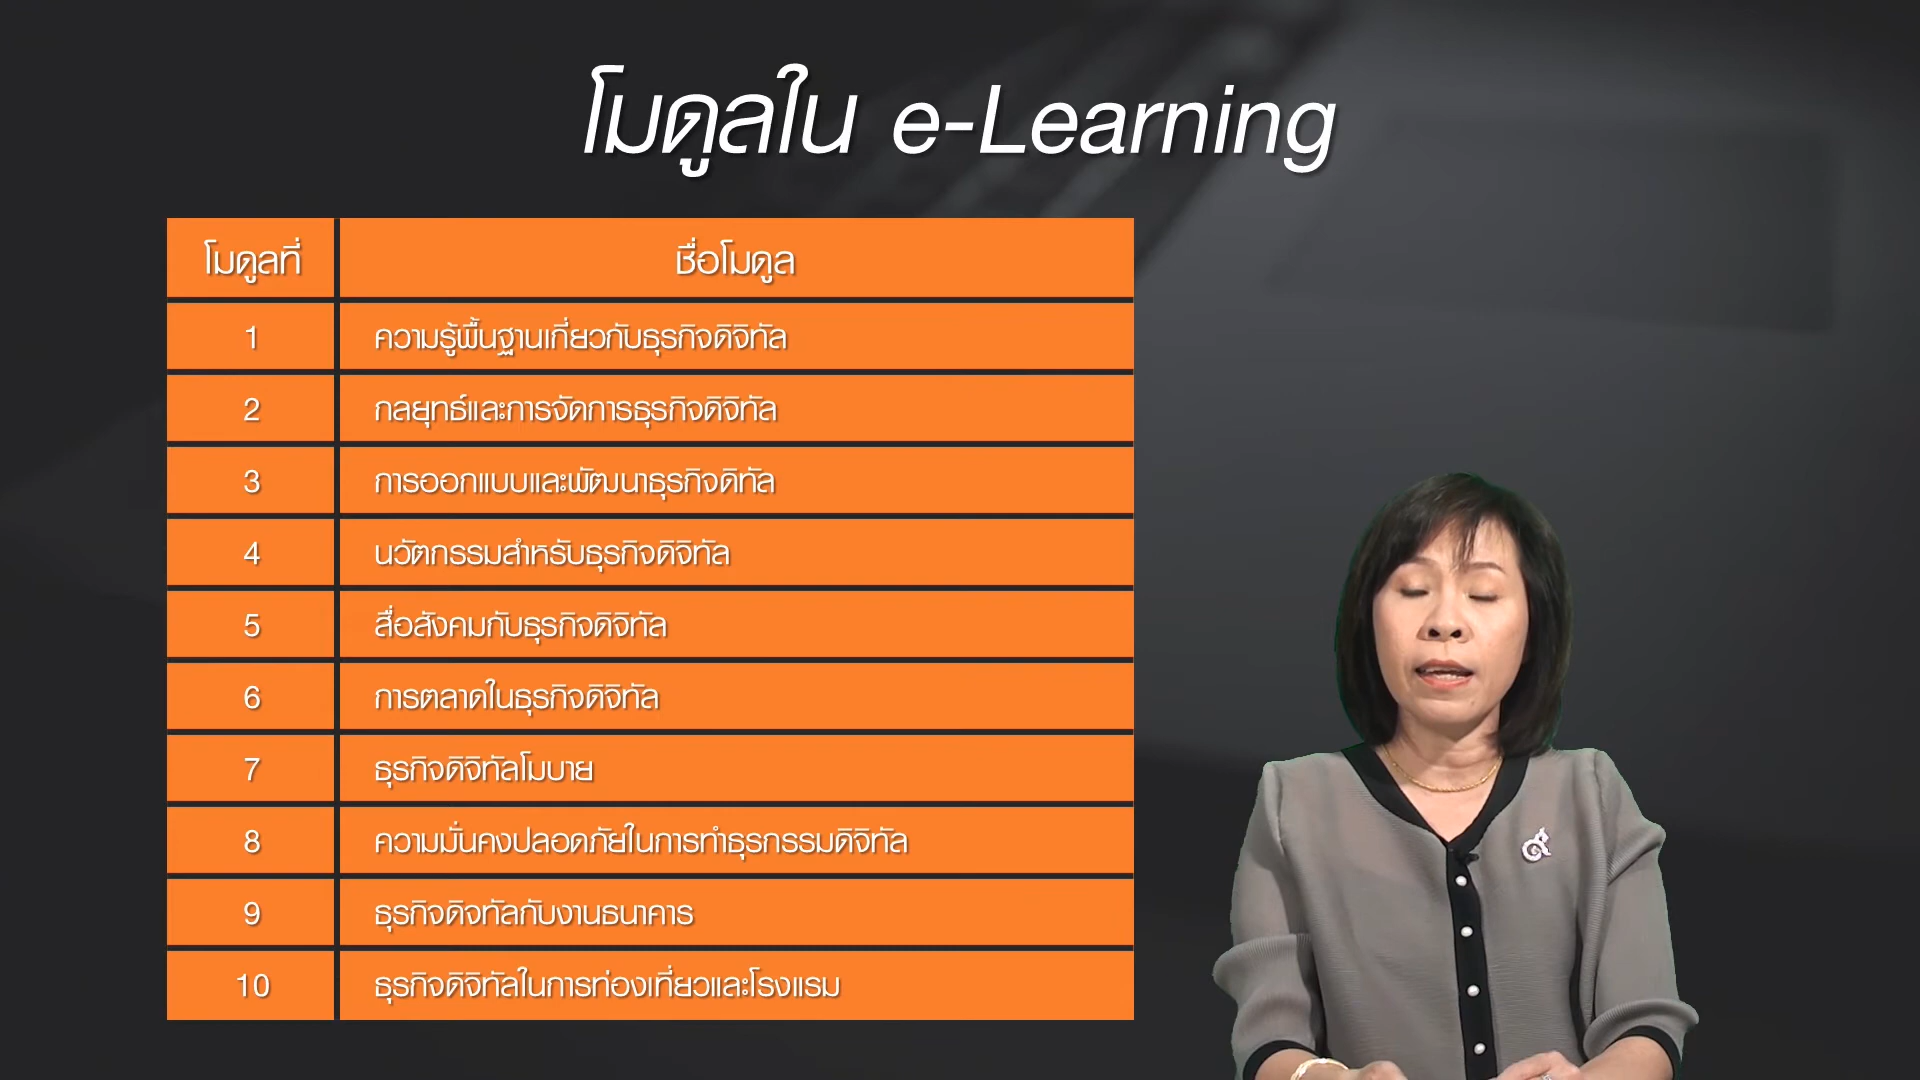 โมดูลใน e-Learning
โมดูลที่ ชื่อโมดูล
1 ความรู้พื้นฐานเกี่ยวกับธุรกิจดิจิทัล
2 กลยุทธ์และการจัดการธุรกิจดิจิทัล
3 การออกแบบและพัฒนาธุรกิจดิทัล
4 นวัตกรรมสำหรับธุรกิจดิจิทัล
5 สื่อสังคมกับธุรกิจดิจิทัล
6 การตลาดในธุรกิจดิจิทัล
7 ธุรกิจดิจิทัลโมบาย
8 ความมั่นคงปลอดภัยในการทำธุรกรรมดิจิทัล
9 ธุรกิจดิจทัลกับงานธนาคาร
10 ธุรกิจดิจิทัลในการท่องเที่ยวและโรงแรม